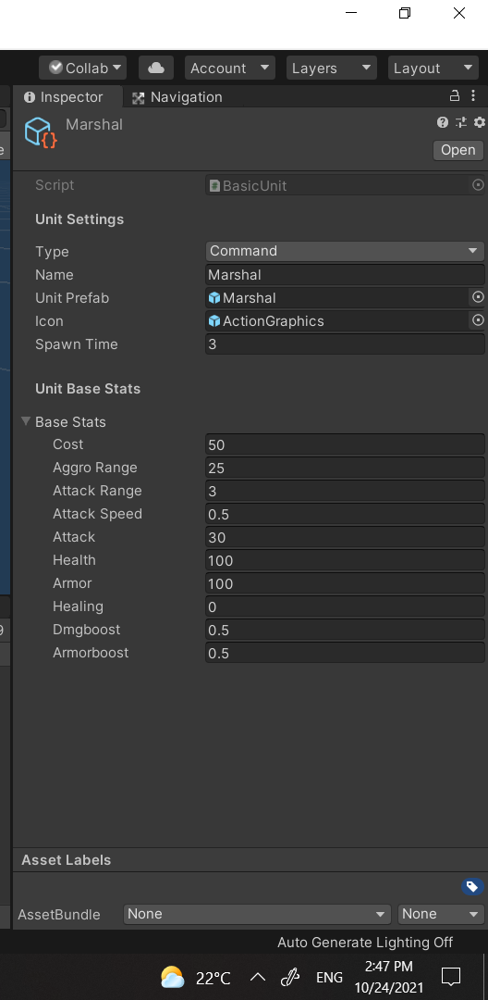 Collab Account Layers Layout
Inspector Navigation
Marshal
Open
Script BasicUnit
Unit Settings
Type Command
Name Marshal
Unit Prefab Marshal
Icon ActionGraphics
Spawn Time 3
Unit Base Stats
Base Stats
Cost 50
Aggro Range 25
Attack Range 3
Attack Speed 0.5
Attack 30
Health 100
Armor 100
Healing 0
Dmgboost 0.5
Armorboost 0.5
Asset Labels
AssetBundle None None
Auto Generate Lighting Off
22°C ENG 2:47 PM
10/24/2021